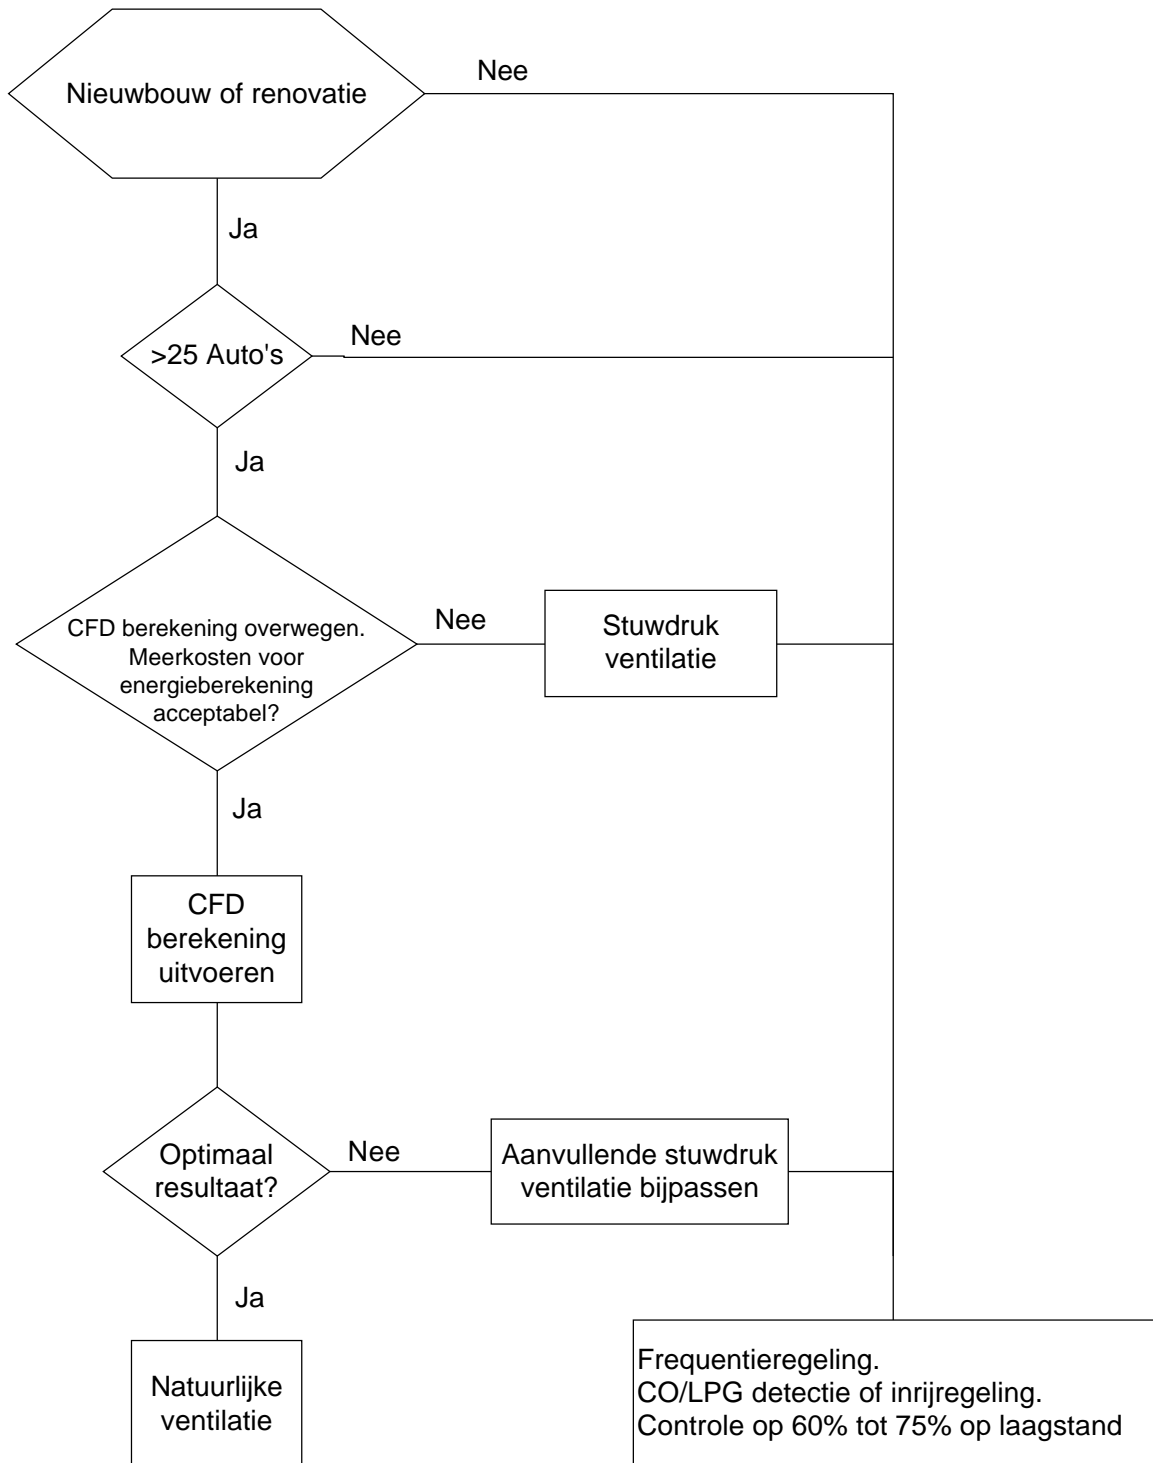 Nieuwbouw of renovatie
Nee
Ja
>25 Auto's
Nee
Ja
CFD berekening overwegen.
Meerkosten voor
energieberekening
acceptabel?
Nee
Stuwdruk
ventilatie
Ja
CFD
berekening
uitvoeren
Optimaal
resultaat?
Nee
Aanvullende stuwdruk
ventilatie bijpassen
Ja
Natuurlijke
ventilatie
Frequentieregeling.
CO/LPG detectie of inrijregeling.
Controle op 60% tot 75% op laagstand